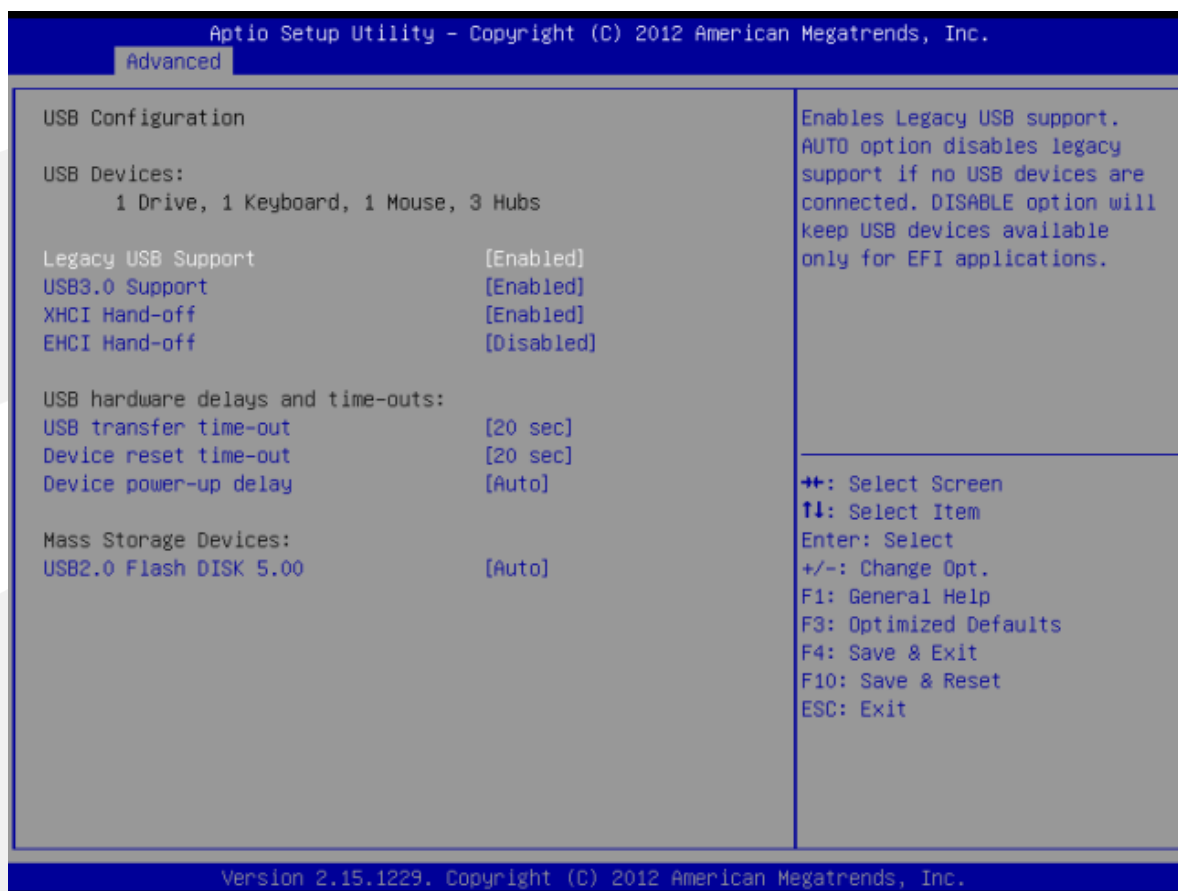 Aptio Setup Utility – Copyright (C) 2012 American Megatrends, Inc.
Advanced
USB Configuration
USB Devices:
1 Drive, 1 Keyboard, 1 Mouse, 3 Hubs
Legacy USB Support [Enabled]
USB3.0 Support [Enabled]
XHCI Hand-off [Enabled]
EHCI Hand-off [Disabled]
USB hardware delays and time-outs:
USB transfer time-out [20 sec]
Device reset time-out [20 sec]
Device power-up delay [Auto]
Mass Storage Devices:
USB2.0 Flash DISK 5.00 [Auto]
Enables Legacy USB support.
AUTO option disables legacy
support if no USB devices are
connected. DISABLE option will
keep USB devices available
only for EFI applications.
→←: Select Screen
↑↓: Select Item
Enter: Select
+/-: Change Opt.
F1: General Help
F3: Optimized Defaults
F4: Save & Exit
F10: Save & Reset
ESC: Exit
Version 2.15.1229. Copyright (C) 2012 American Megatrends, Inc.